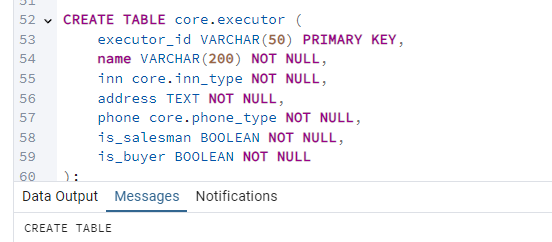 52 CREATE TABLE core.executor (
53 executor_id VARCHAR(50) PRIMARY KEY,
54 name VARCHAR(200) NOT NULL,
55 inn core.inn_type NOT NULL,
56 address TEXT NOT NULL,
57 phone core.phone_type NOT NULL,
58 is_salesman BOOLEAN NOT NULL,
59 is_buyer BOOLEAN NOT NULL
60 );
Data Output Messages Notifications
CREATE TABLE